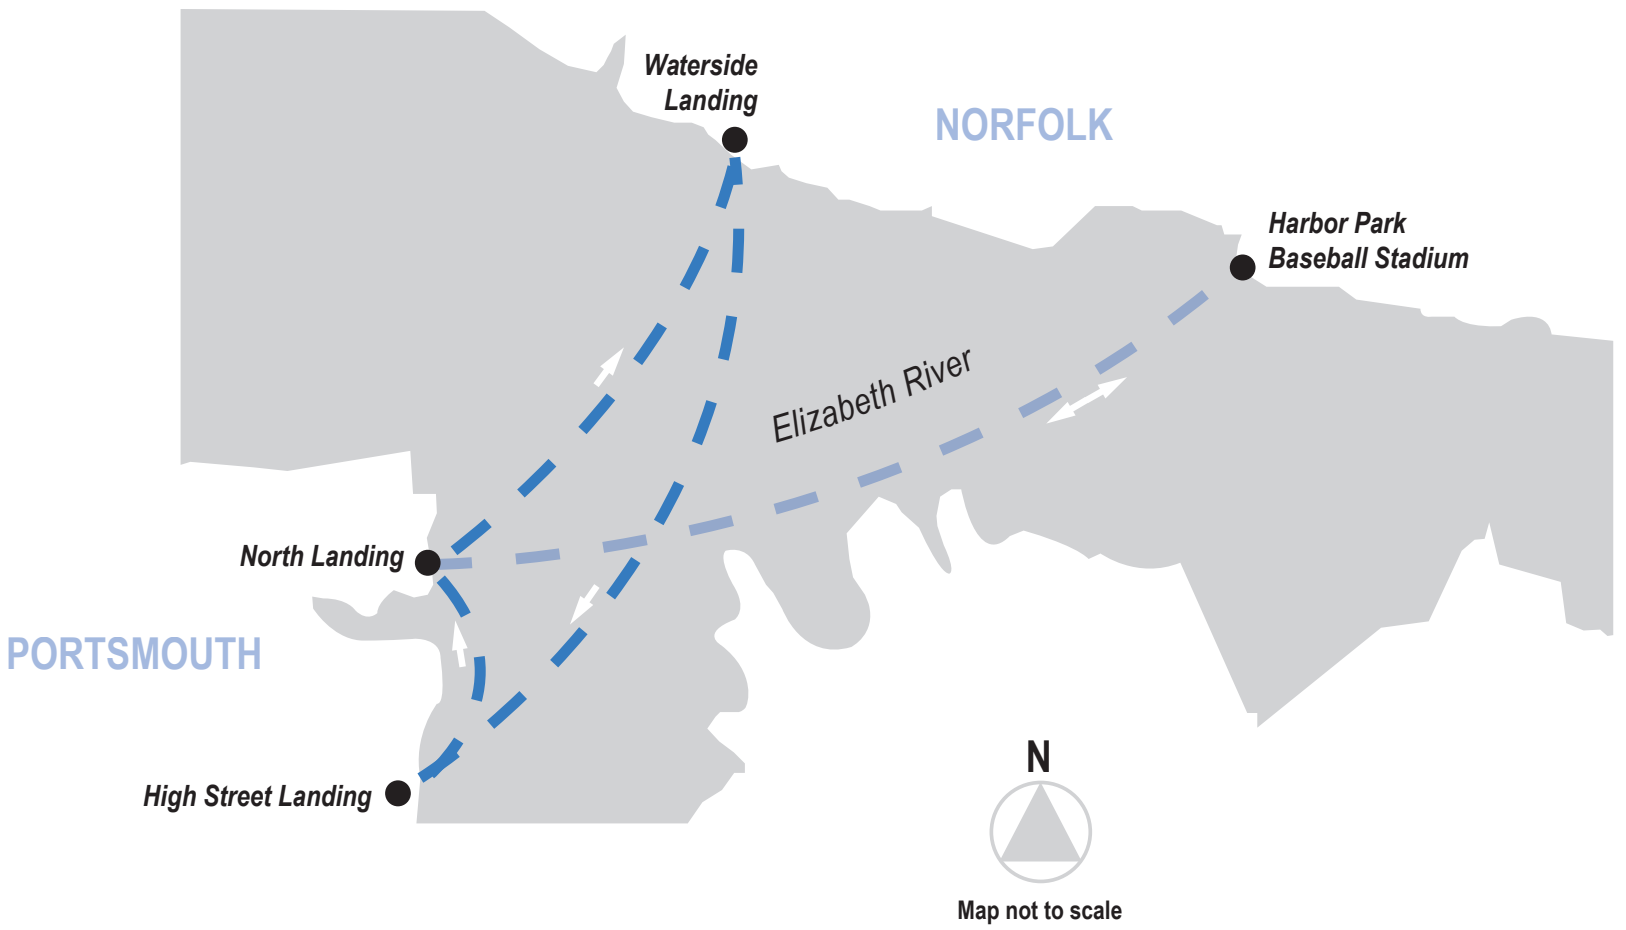 Waterside
Landing
NORFOLK
Harbor Park
Baseball Stadium
Elizabeth River
North Landing
PORTSMOUTH
High Street Landing
N
Map not to scale